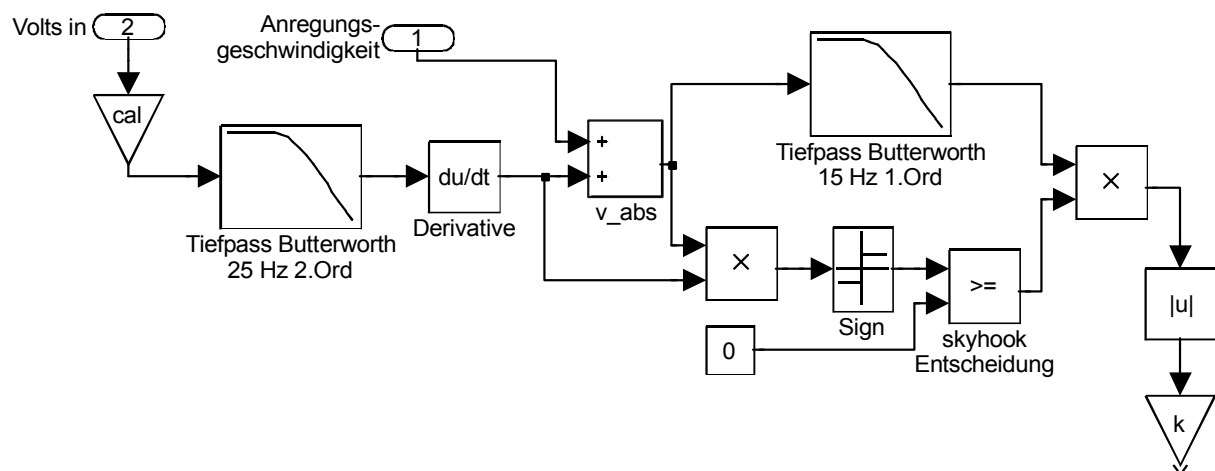 Volts in
2
Anregungs-
geschwindigkeit
1
cal
Tiefpass Butterworth
25 Hz 2.Ord
du/dt
Derivative
+
+
v_abs
Tiefpass Butterworth
15 Hz 1.Ord
×
Sign
0
>=
skyhook
Entscheidung
×
|u|
k